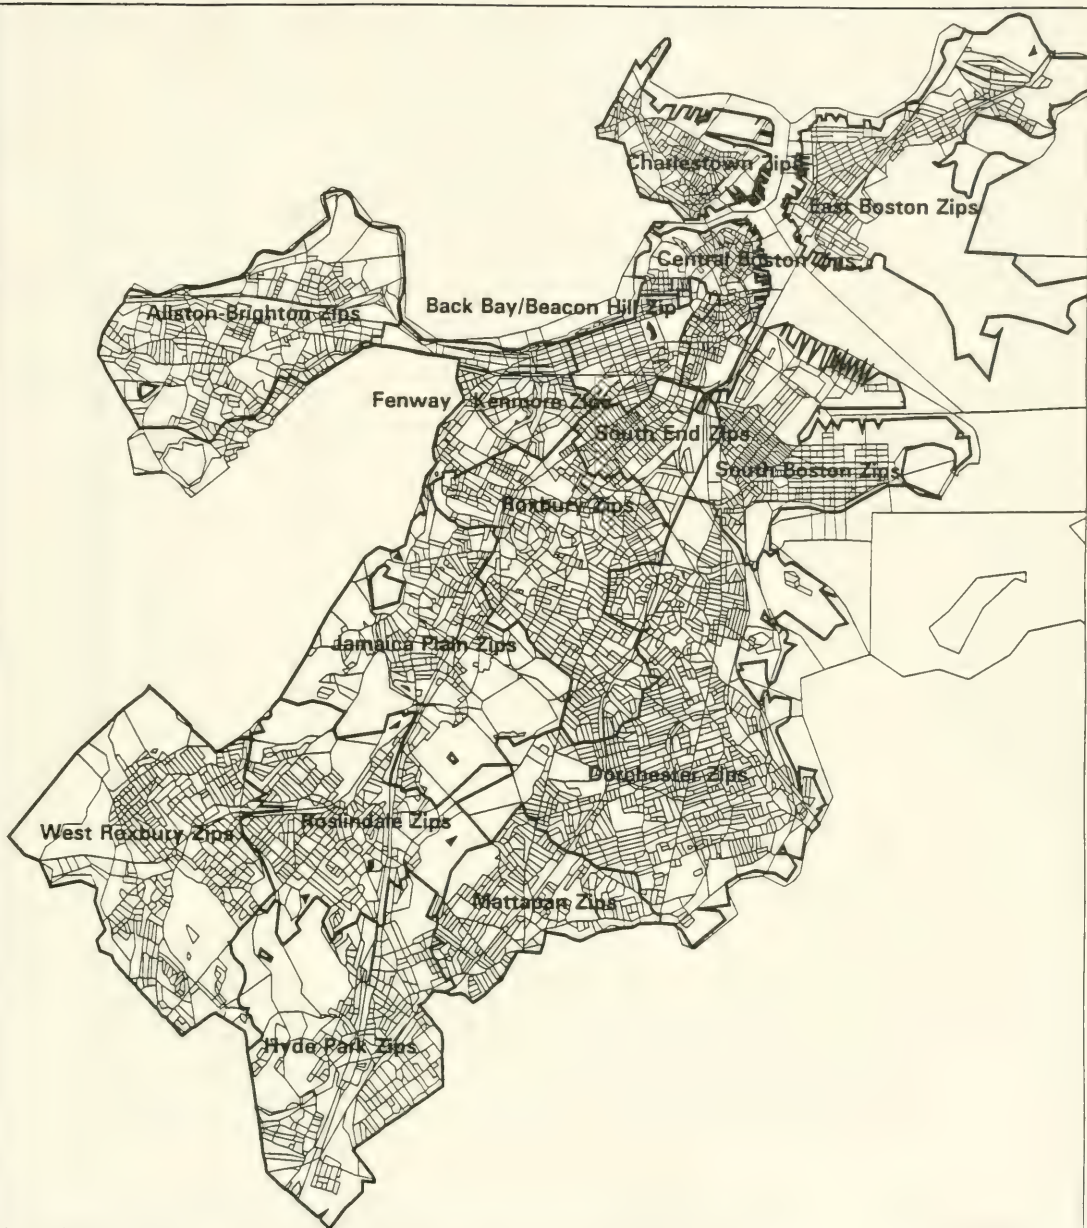 Charlestown Zips
East Boston Zips
Central Boston Zips
Back Bay/Beacon Hill Zip
Allston-Brighton Zips
Fenway Kenmore Zips
South End Zips
South Boston Zips
Roxbury Zips
Jamaica Plain Zips
Dorchester Zips
West Roxbury Zips
Roslindale Zips
Mattapan Zips
Hyde Park Zips